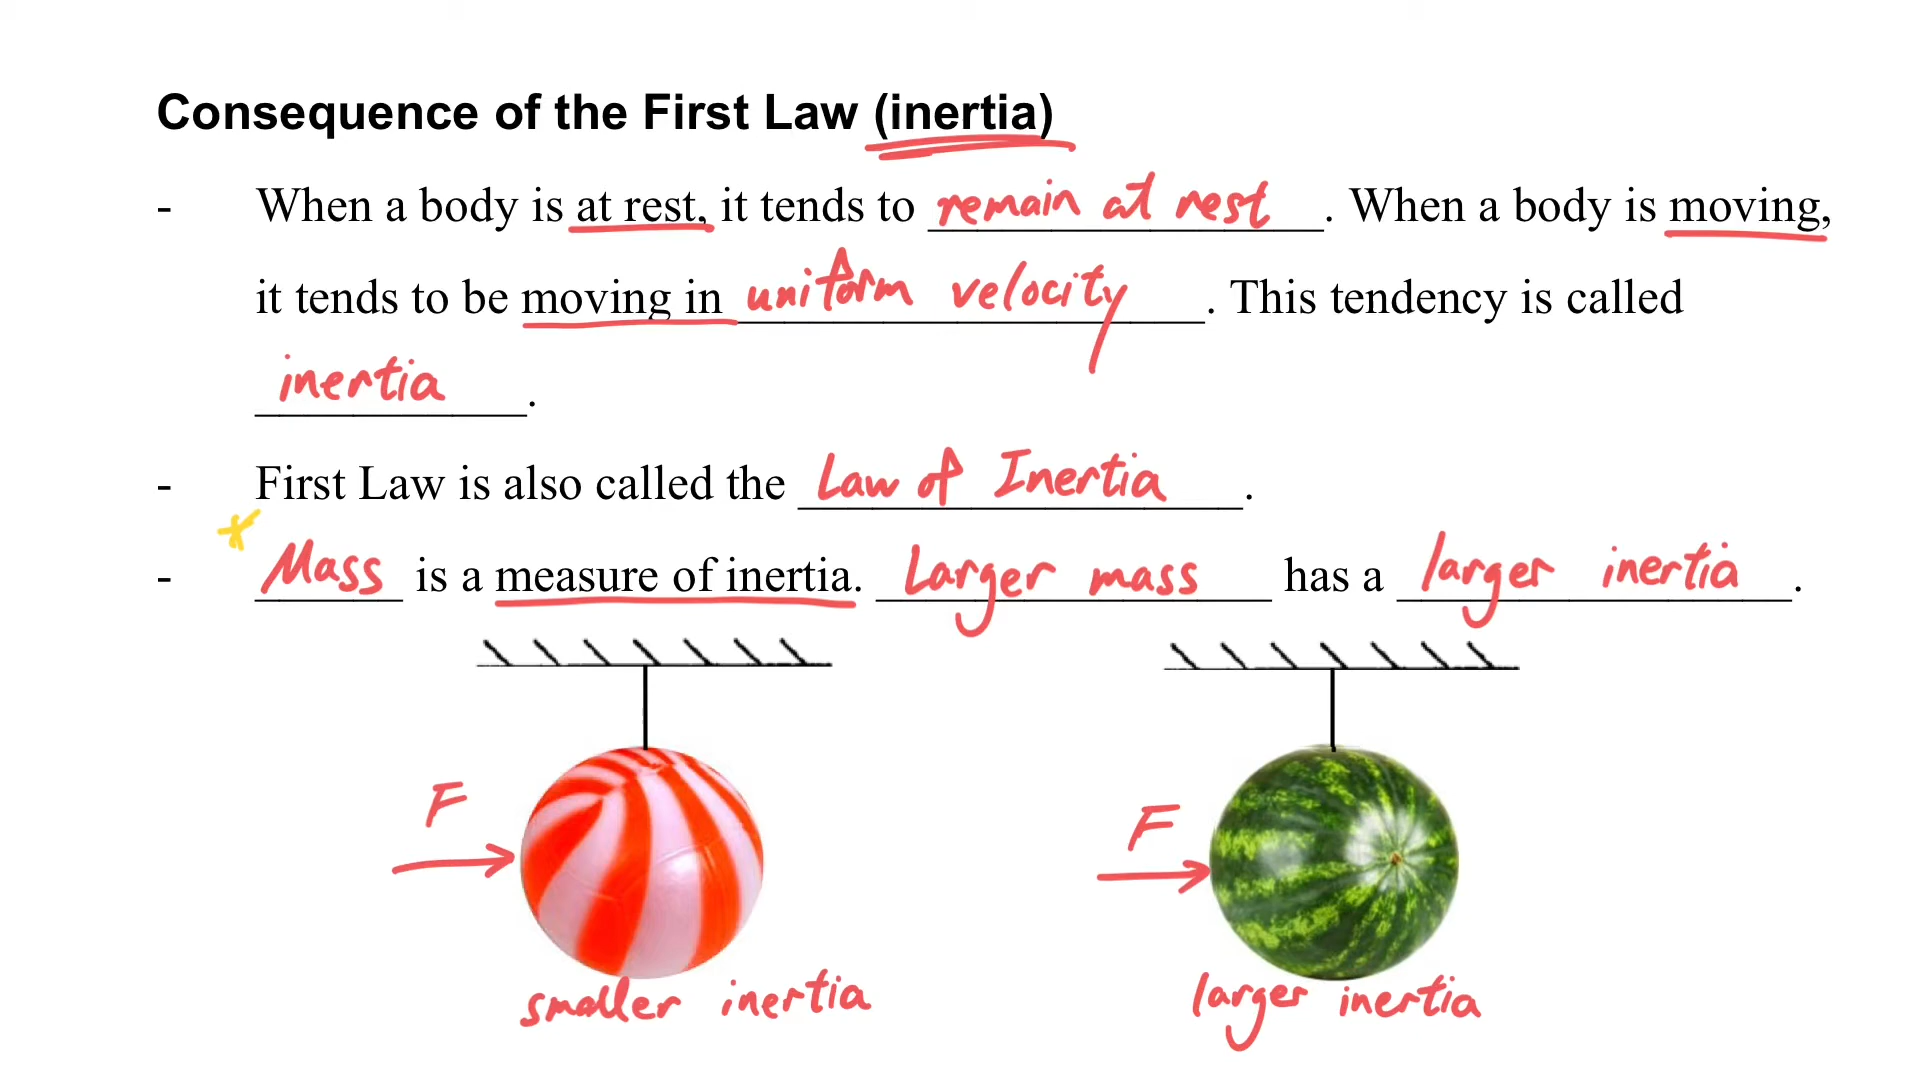 Consequence of the First Law (inertia)
- When a body is at rest, it tends to remain at rest. When a body is moving,
it tends to be moving in uniform velocity. This tendency is called
inertia.
- First Law is also called the Law of Inertia.
- Mass is a measure of inertia. Larger mass has a larger inertia.
F
F
smaller inertia
larger inertia